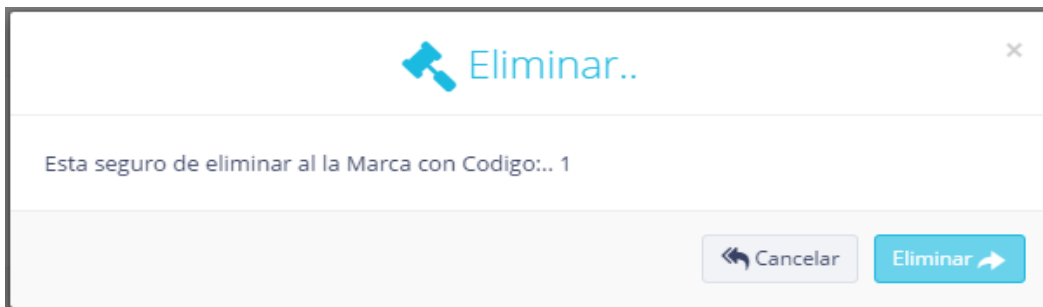 Eliminar..
×
Esta seguro de eliminar al la Marca con Codigo:.. 1
Cancelar
Eliminar